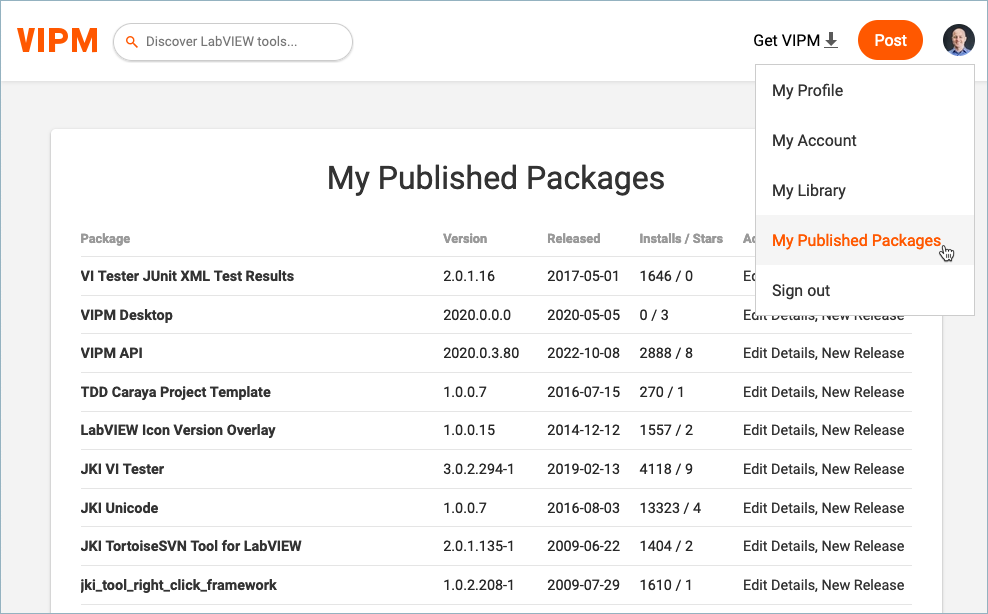 VIPM
Discover LabVIEW tools...
Get VIPM
Post
My Profile
My Account
My Library
My Published Packages
Sign out
My Published Packages
Package Version Released Installs / Stars
VI Tester JUnit XML Test Results 2.0.1.16 2017-05-01 1646 / 0
VIPM Desktop 2020.0.0.0 2020-05-05 0 / 3 Edit Details, New Release
VIPM API 2020.0.3.80 2022-10-08 2888 / 8 Edit Details, New Release
TDD Caraya Project Template 1.0.0.7 2016-07-15 270 / 1 Edit Details, New Release
LabVIEW Icon Version Overlay 1.0.0.15 2014-12-12 1557 / 2 Edit Details, New Release
JKI VI Tester 3.0.2.294-1 2019-02-13 4118 / 9 Edit Details, New Release
JKI Unicode 1.0.0.7 2016-08-03 13323 / 4 Edit Details, New Release
JKI TortoiseSVN Tool for LabVIEW 2.0.1.135-1 2009-06-22 1404 / 2 Edit Details, New Release
jki_tool_right_click_framework 1.0.2.208-1 2009-07-29 1610 / 1 Edit Details, New Release